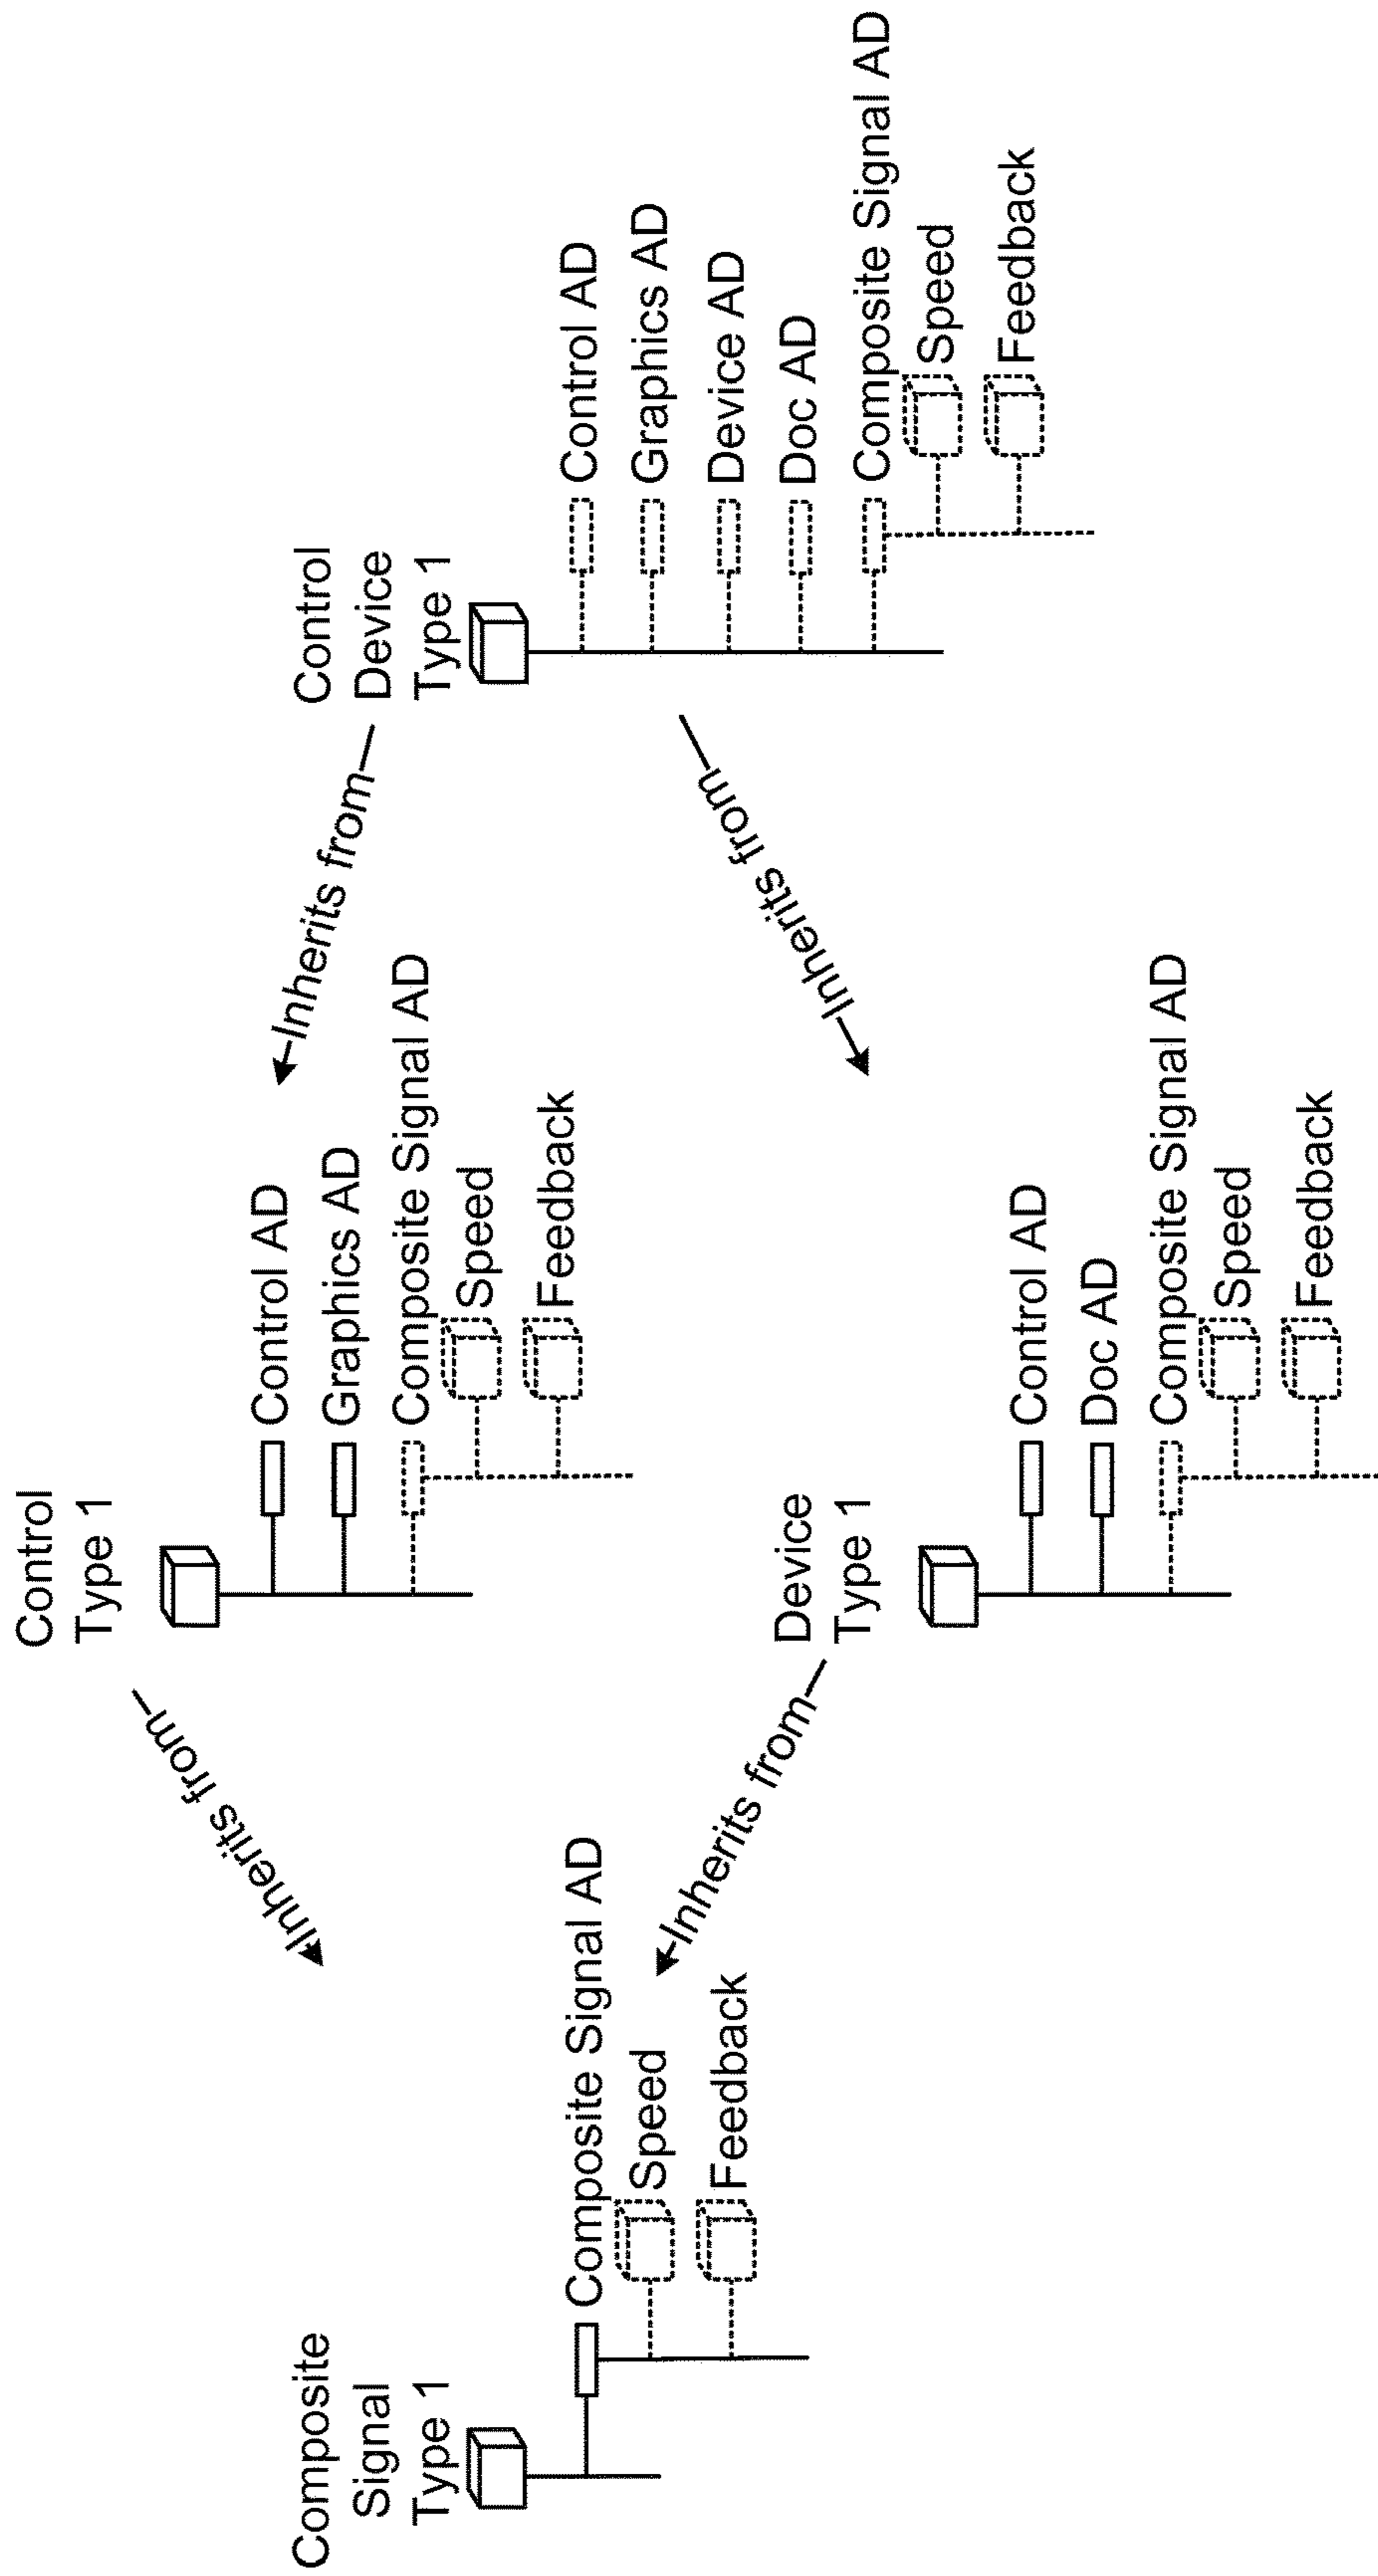 Composite
Signal
Type 1
Composite Signal AD
Speed
Feedback
Inherits from
Inherits from
Control
Type 1
Control AD
Graphics AD
Composite Signal AD
Speed
Feedback
Device
Type 1
Control AD
Doc AD
Composite Signal AD
Speed
Feedback
Inherits from
Inherits from
Control
Device
Type 1
Control AD
Graphics AD
Device AD
Doc AD
Composite Signal AD
Speed
Feedback